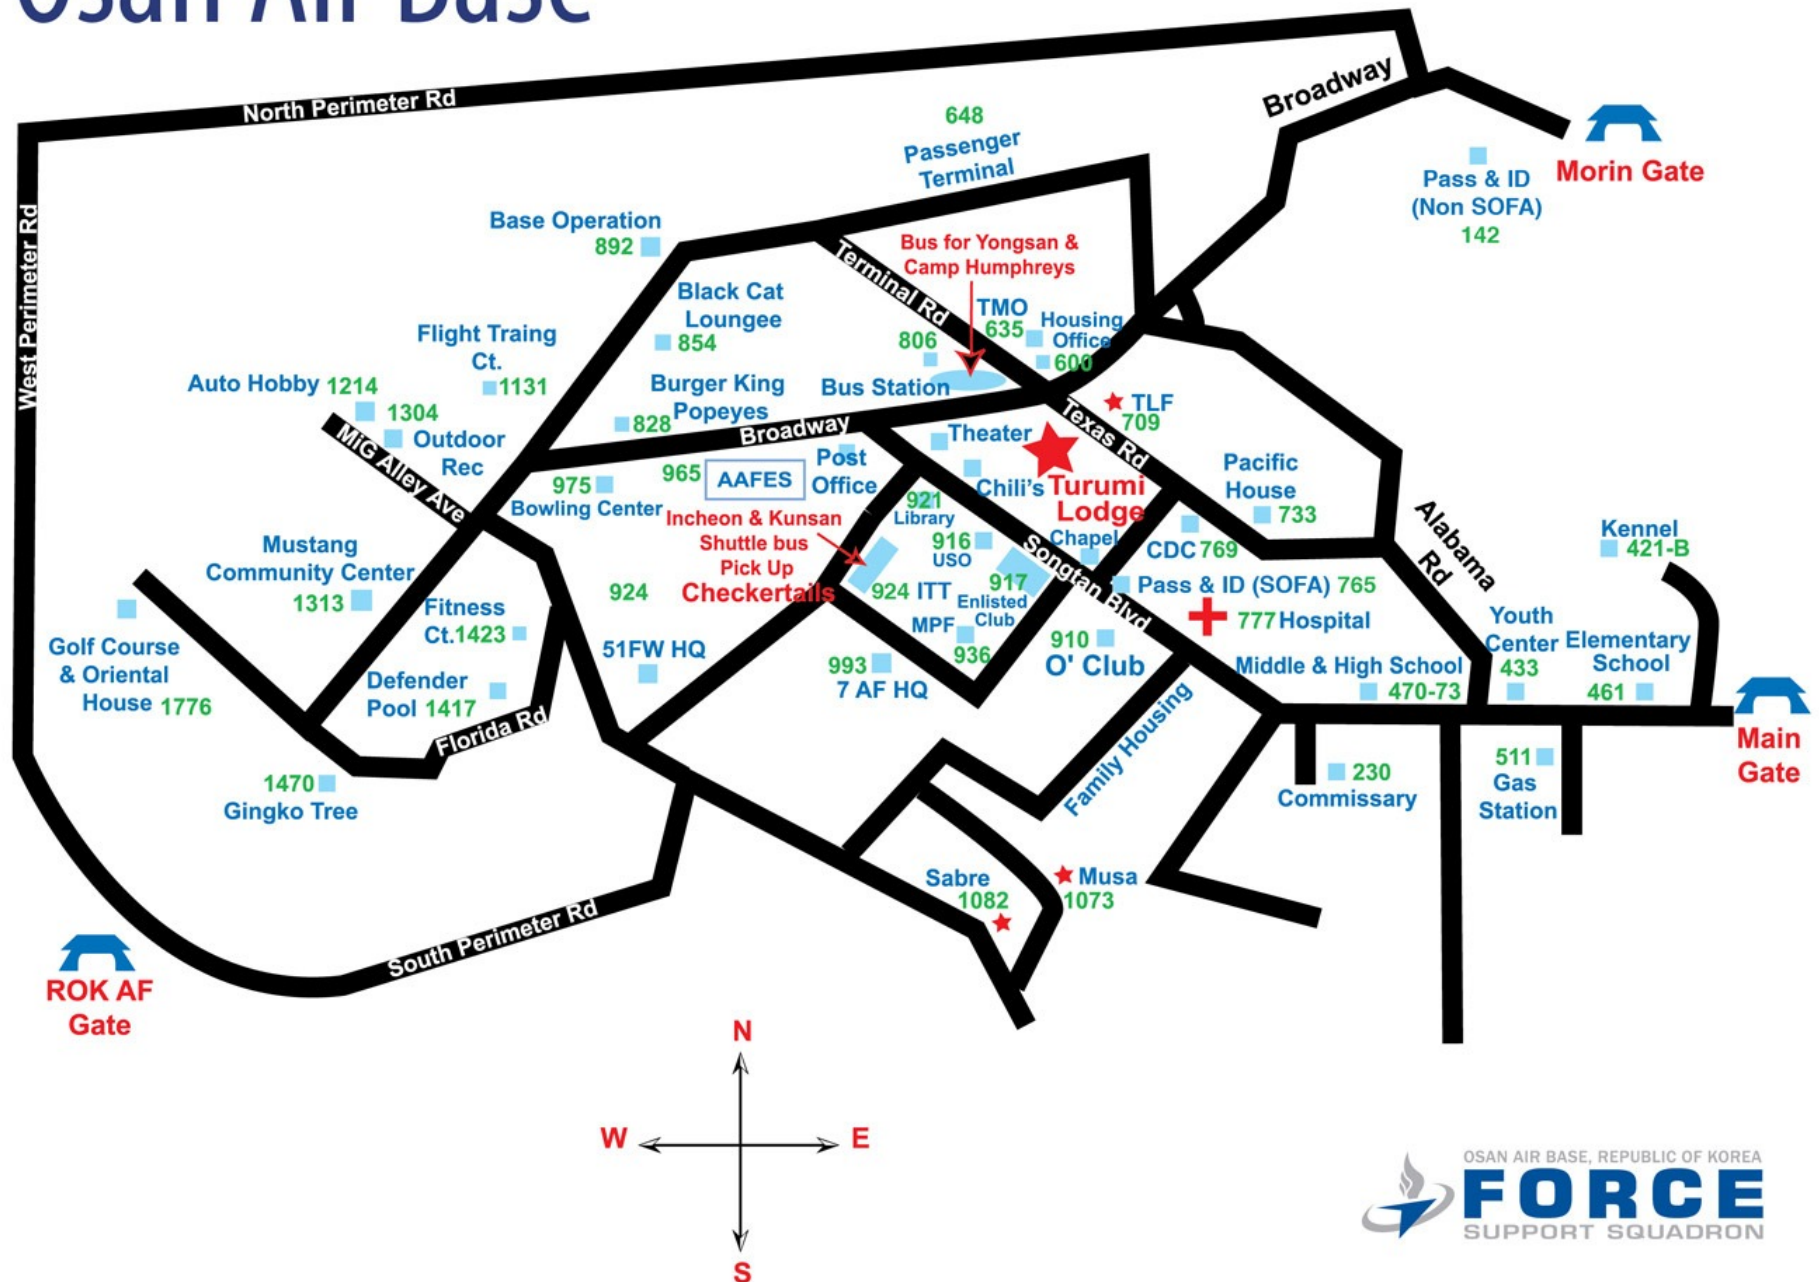 Osan Air Base
North Perimeter Rd
Broadway
Morin Gate
Pass & ID
(Non SOFA)
142
648
Passenger
Terminal
West Perimeter Rd
Base Operation
892
Terminal Rd
Bus for Yongsan &
Camp Humphreys
Black Cat
Loungee
854
TMO
635
Housing
Office
600
806
Bus Station
Flight Traing
Ct.
1131
Auto Hobby 1214
1304
Outdoor
Rec
MiG Alley Ave
Burger King
Popeyes
828
Broadway
TLF
709
Texas Rd
Theater
Chili's
Turumi
Lodge
Post
Office
965
AAFES
975
Bowling Center
Incheon & Kunsan
Shuttle bus
Pick Up
Checkertails
921
Library
916
USO
924 ITT
917
Enlisted
Club
MPF
936
Songtan Blvd
Chapel
Pacific
House
733
CDC 769
Pass & ID (SOFA) 765
777 Hospital
Alabama
Rd
Kennel
421-B
Mustang
Community Center
1313
924
Fitness
Ct. 1423
51FW HQ
993
7 AF HQ
910
O' Club
Golf Course
& Oriental
House 1776
Defender
Pool 1417
Florida Rd
1470
Gingko Tree
Family Housing
Middle & High School
470-73
Youth
Center
433
Elementary
School
461
Main
Gate
230
Commissary
511
Gas
Station
Sabre
1082
Musa
1073
South Perimeter Rd
ROK AF
Gate
N
W
E
S
OSAN AIR BASE, REPUBLIC OF KOREA
FORCE
SUPPORT SQUADRON